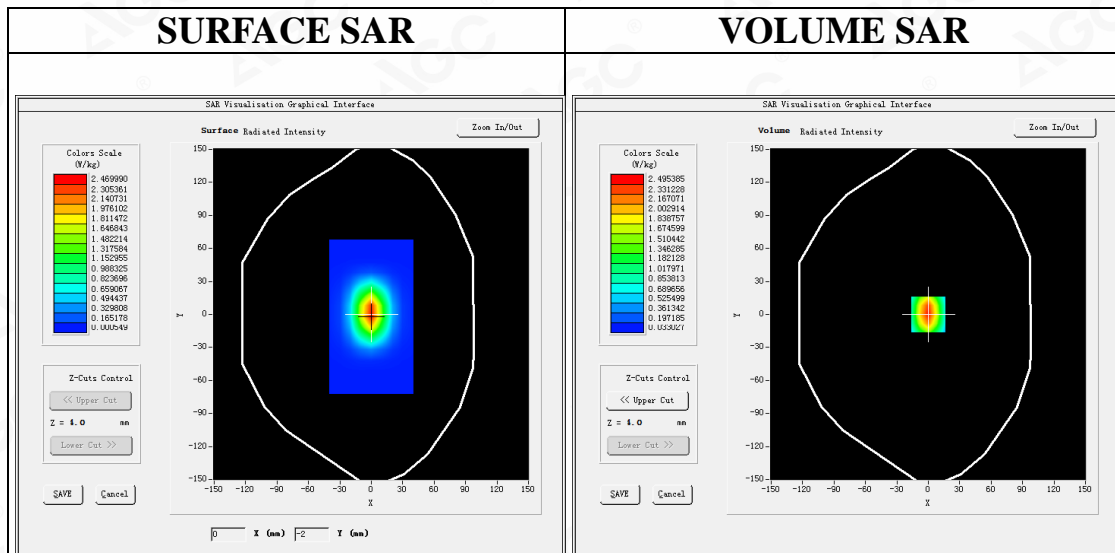 SURFACE SAR
VOLUME SAR
SAR Visualisation Graphical Interface
Surface Radiated Intensity
Zoom In/Out
Colors Scale
(W/kg)
2.469990
2.305361
2.140731
1.976102
1.811472
1.646843
1.482214
1.317584
1.152955
0.988325
0.823696
0.659067
0.494437
0.329808
0.165178
0.000549
150
120
90
60
30
0
-30
-60
-90
-120
-150
Y
-150 -120 -90 -60 -30 0 30 60 90 120 150
X
Z-Cuts Control
<< Upper Cut
Z = 4.0 mm
Lower Cut >>
SAVE Cancel
0 X (mm) -2 Y (mm)
SAR Visualisation Graphical Interface
Volume Radiated Intensity
Zoom In/Out
Colors Scale
(W/kg)
2.495385
2.331228
2.167071
2.002914
1.838757
1.674599
1.510442
1.346285
1.182128
1.017971
0.853813
0.689656
0.525499
0.361342
0.197185
0.033027
150
120
90
60
30
0
-30
-60
-90
-120
-150
Y
-150 -120 -90 -60 -30 0 30 60 90 120 150
X
Z-Cuts Control
<< Upper Cut
Z = 4.0 mm
Lower Cut >>
SAVE Cancel